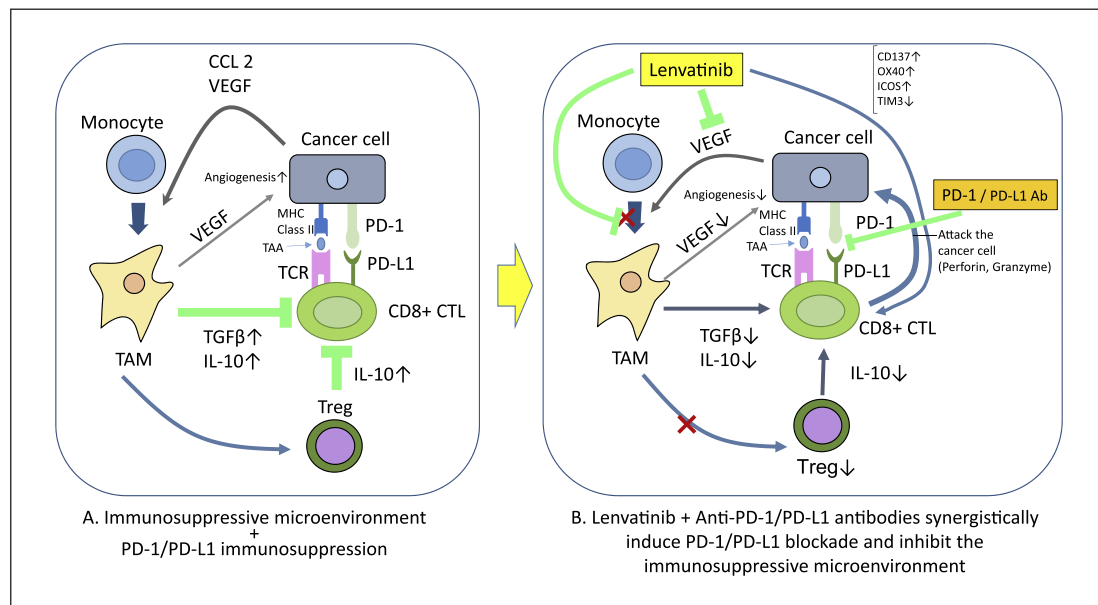 CCL 2
VEGF
Monocyte
Cancer cell
Angiogenesis↑
MHC
Class II
PD-1
VEGF
TAA
TCR
PD-L1
CD8+ CTL
TGFβ↑
IL-10↑
TAM
IL-10↑
Treg
A. Immunosuppressive microenvironment
+
PD-1/PD-L1 immunosuppression
Lenvatinib
CD137↑
OX40↑
ICOS↑
TIM3↓
Monocyte
VEGF
Cancer cell
Angiogenesis↓
PD-1 / PD-L1 Ab
MHC
Class II
PD-1
VEGF↓
TAA
Attack the
cancer cell
(Perforin, Granzyme)
TCR
PD-L1
CD8+ CTL
TGFβ↓
IL-10↓
TAM
IL-10↓
Treg↓
B. Lenvatinib + Anti-PD-1/PD-L1 antibodies synergistically
induce PD-1/PD-L1 blockade and inhibit the
immunosuppressive microenvironment